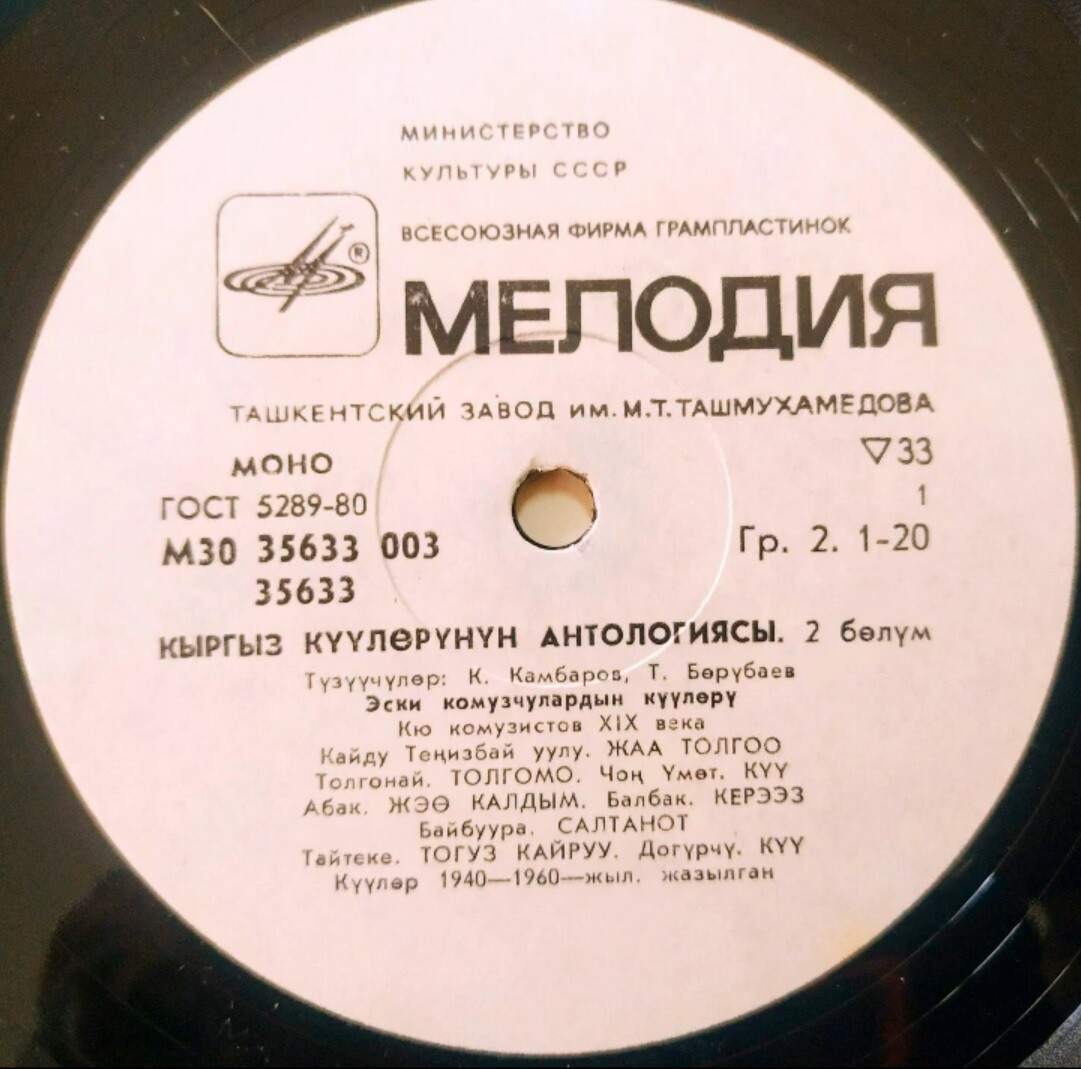 МИНИСТЕРСТВО
КУЛЬТУРЫ СССР
ВСЕСОЮЗНАЯ ФИРМА ГРАМПЛАСТИНОК
®
МЕЛОДИЯ
ТАШКЕНТСКИЙ ЗАВОД ИМ. М.Т.ТАШМУХАМЕДОВА
МОНО
▽33
ГОСТ 5289-80
1
М30 35633 003
Гр. 2. 1-20
35633
КЫРГЫЗ КҮҮЛӨРҮНҮН АНТОЛОГИЯСЫ. 2 бөлүм
Түзүүчүлөр: К. Камбаров, Т. Бөрүбаев
Эски комузчулардын күүлөрү
Кю комузистов XIX века
Кайду Теңизбай уулу. ЖАА ТОЛГОО
Толгонай. ТОЛГОМО. Чоң Үмөт. КҮҮ
Абак. ЖЭӨ КАЛДЫМ. Балбак. КЕРЭЭЗ
Байбуура. САЛТАНОТ
Тайтеке. ТОГУЗ КАЙРУУ. Догүрчү. КҮҮ
Күүлөр 1940—1960—жыл. жазылган